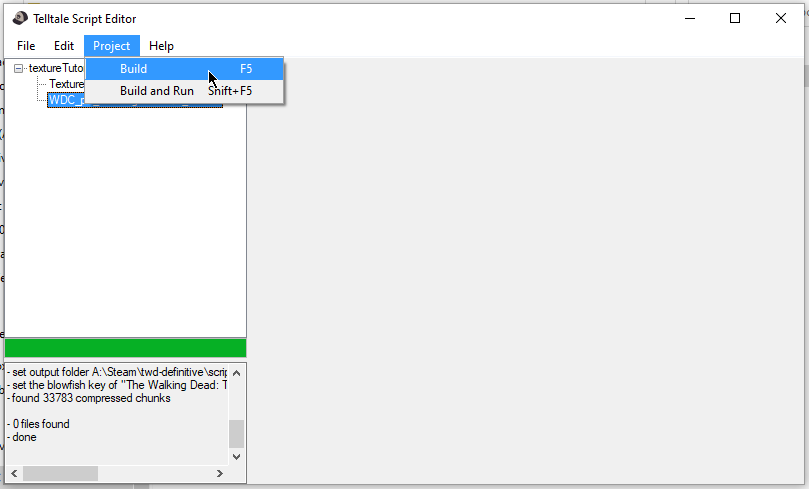 Telltale Script Editor
File Edit Project Help
textureTuto
Build F5
Texture
Build and Run Shift+F5
- set output folder A:\Steam\twd-definitive\scrip
- set the blowfish key of "The Walking Dead: T
- found 33783 compressed chunks
- 0 files found
- done